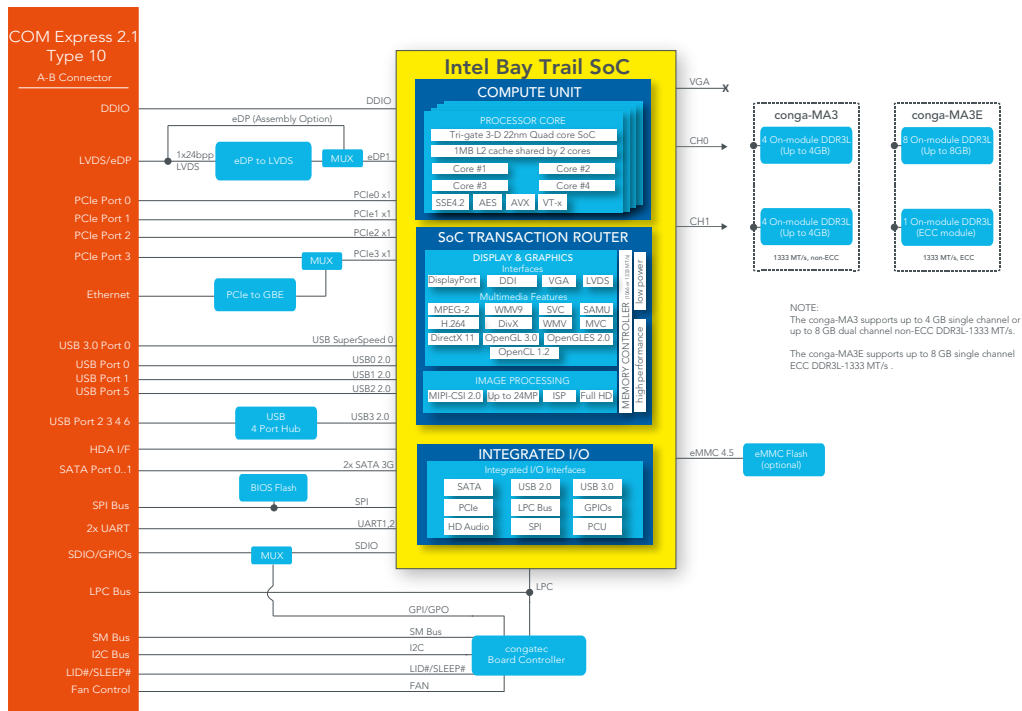 COM Express 2.1
Type 10
A-B Connector
DDIO
LVDS/eDP
PCIe Port 0
PCIe Port 1
PCIe Port 2
PCIe Port 3
Ethernet
USB 3.0 Port 0
USB Port 0
USB Port 1
USB Port 5
USB Port 2 3 4 6
HDA I/F
SATA Port 0..1
SPI Bus
2x UART
SDIO/GPIOs
LPC Bus
SM Bus
I2C Bus
LID#/SLEEP#
Fan Control
DDIO
eDP (Assembly Option)
1x24bpp
LVDS
eDP to LVDS
MUX
eDP1
PCIe0 x1
PCIe1 x1
PCIe2 x1
PCIe3 x1
MUX
PCIe to GBE
USB SuperSpeed 0
USB0 2.0
USB1 2.0
USB2 2.0
USB3 2.0
USB
4 Port Hub
2x SATA 3G
BIOS Flash
SPI
UART1,2
SDIO
MUX
LPC
GPI/GPO
SM Bus
I2C
LID#/SLEEP#
FAN
congatec
Board Controller
Intel Bay Trail SoC
COMPUTE UNIT
PROCESSOR CORE
Tri-gate 3-D 22nm Quad core SoC
1MB L2 cache shared by 2 cores
Core #1
Core #2
Core #3
Core #4
SSE4.2
AES
AVX
VT-x
SoC TRANSACTION ROUTER
DISPLAY & GRAPHICS
Interfaces
DisplayPort
DDI
VGA
LVDS
Multimedia Features
MPEG-2
WMV9
SVC
SAMU
H.264
DivX
WMV
MVC
DirectX 11
OpenGL 3.0
OpenGLES 2.0
OpenCL 1.2
IMAGE PROCESSING
MIPI-CSI 2.0
Up to 24MP
ISP
Full HD
MEMORY CONTROLLER
low power
high performance
INTEGRATED I/O
Integrated I/O Interfaces
SATA
USB 2.0
USB 3.0
PCIe
LPC Bus
GPIOs
HD Audio
SPI
PCU
VGA
X
CH0
CH1
eMMC 4.5
eMMC Flash
(optional)
conga-MA3
4 On-module DDR3L
(Up to 4GB)
4 On-module DDR3L
(Up to 4GB)
1333 MT/s, non-ECC
conga-MA3E
8 On-module DDR3L
(Up to 8GB)
1 On-module DDR3L
(ECC module)
1333 MT/s, ECC
NOTE:
The conga-MA3 supports up to 4 GB single channel or
up to 8 GB dual channel non-ECC DDR3L-1333 MT/s.
The conga-MA3E supports up to 8 GB single channel
ECC DDR3L-1333 MT/s .